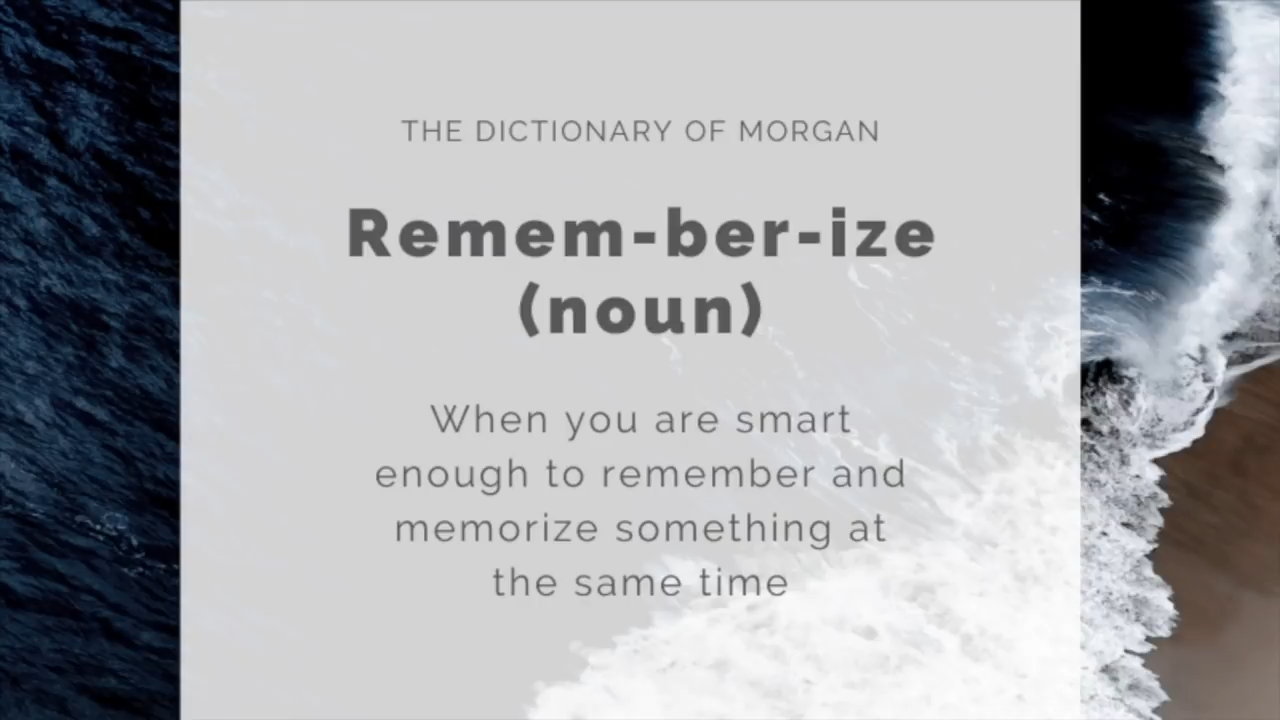 THE DICTIONARY OF MORGAN
Remem-ber-ize
(noun)
When you are smart
enough to remember and
memorize something at
the same time